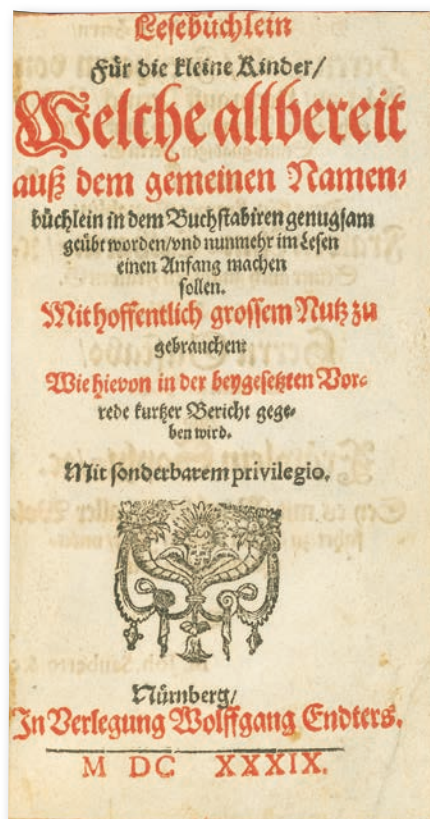 Lesebüchlein
Für die kleine Kinder/
Welche allbereit
auß dem gemeinen Namen-
büchlein in dem Buchstabiren genugsam
geübt worden/vnd nunmehr im Lesen
einen Anfang machen
sollen.
Mit hoffentlich grossem Nutz zu
gebrauchen:
Wie hievon in der beygesetzten Vor-
rede kurtzer Bericht gege-
ben wird.
Mit sonderbarem privilegio.
Nürnberg/
In Verlegung Wolffgang Endters.
M DC XXXIX.